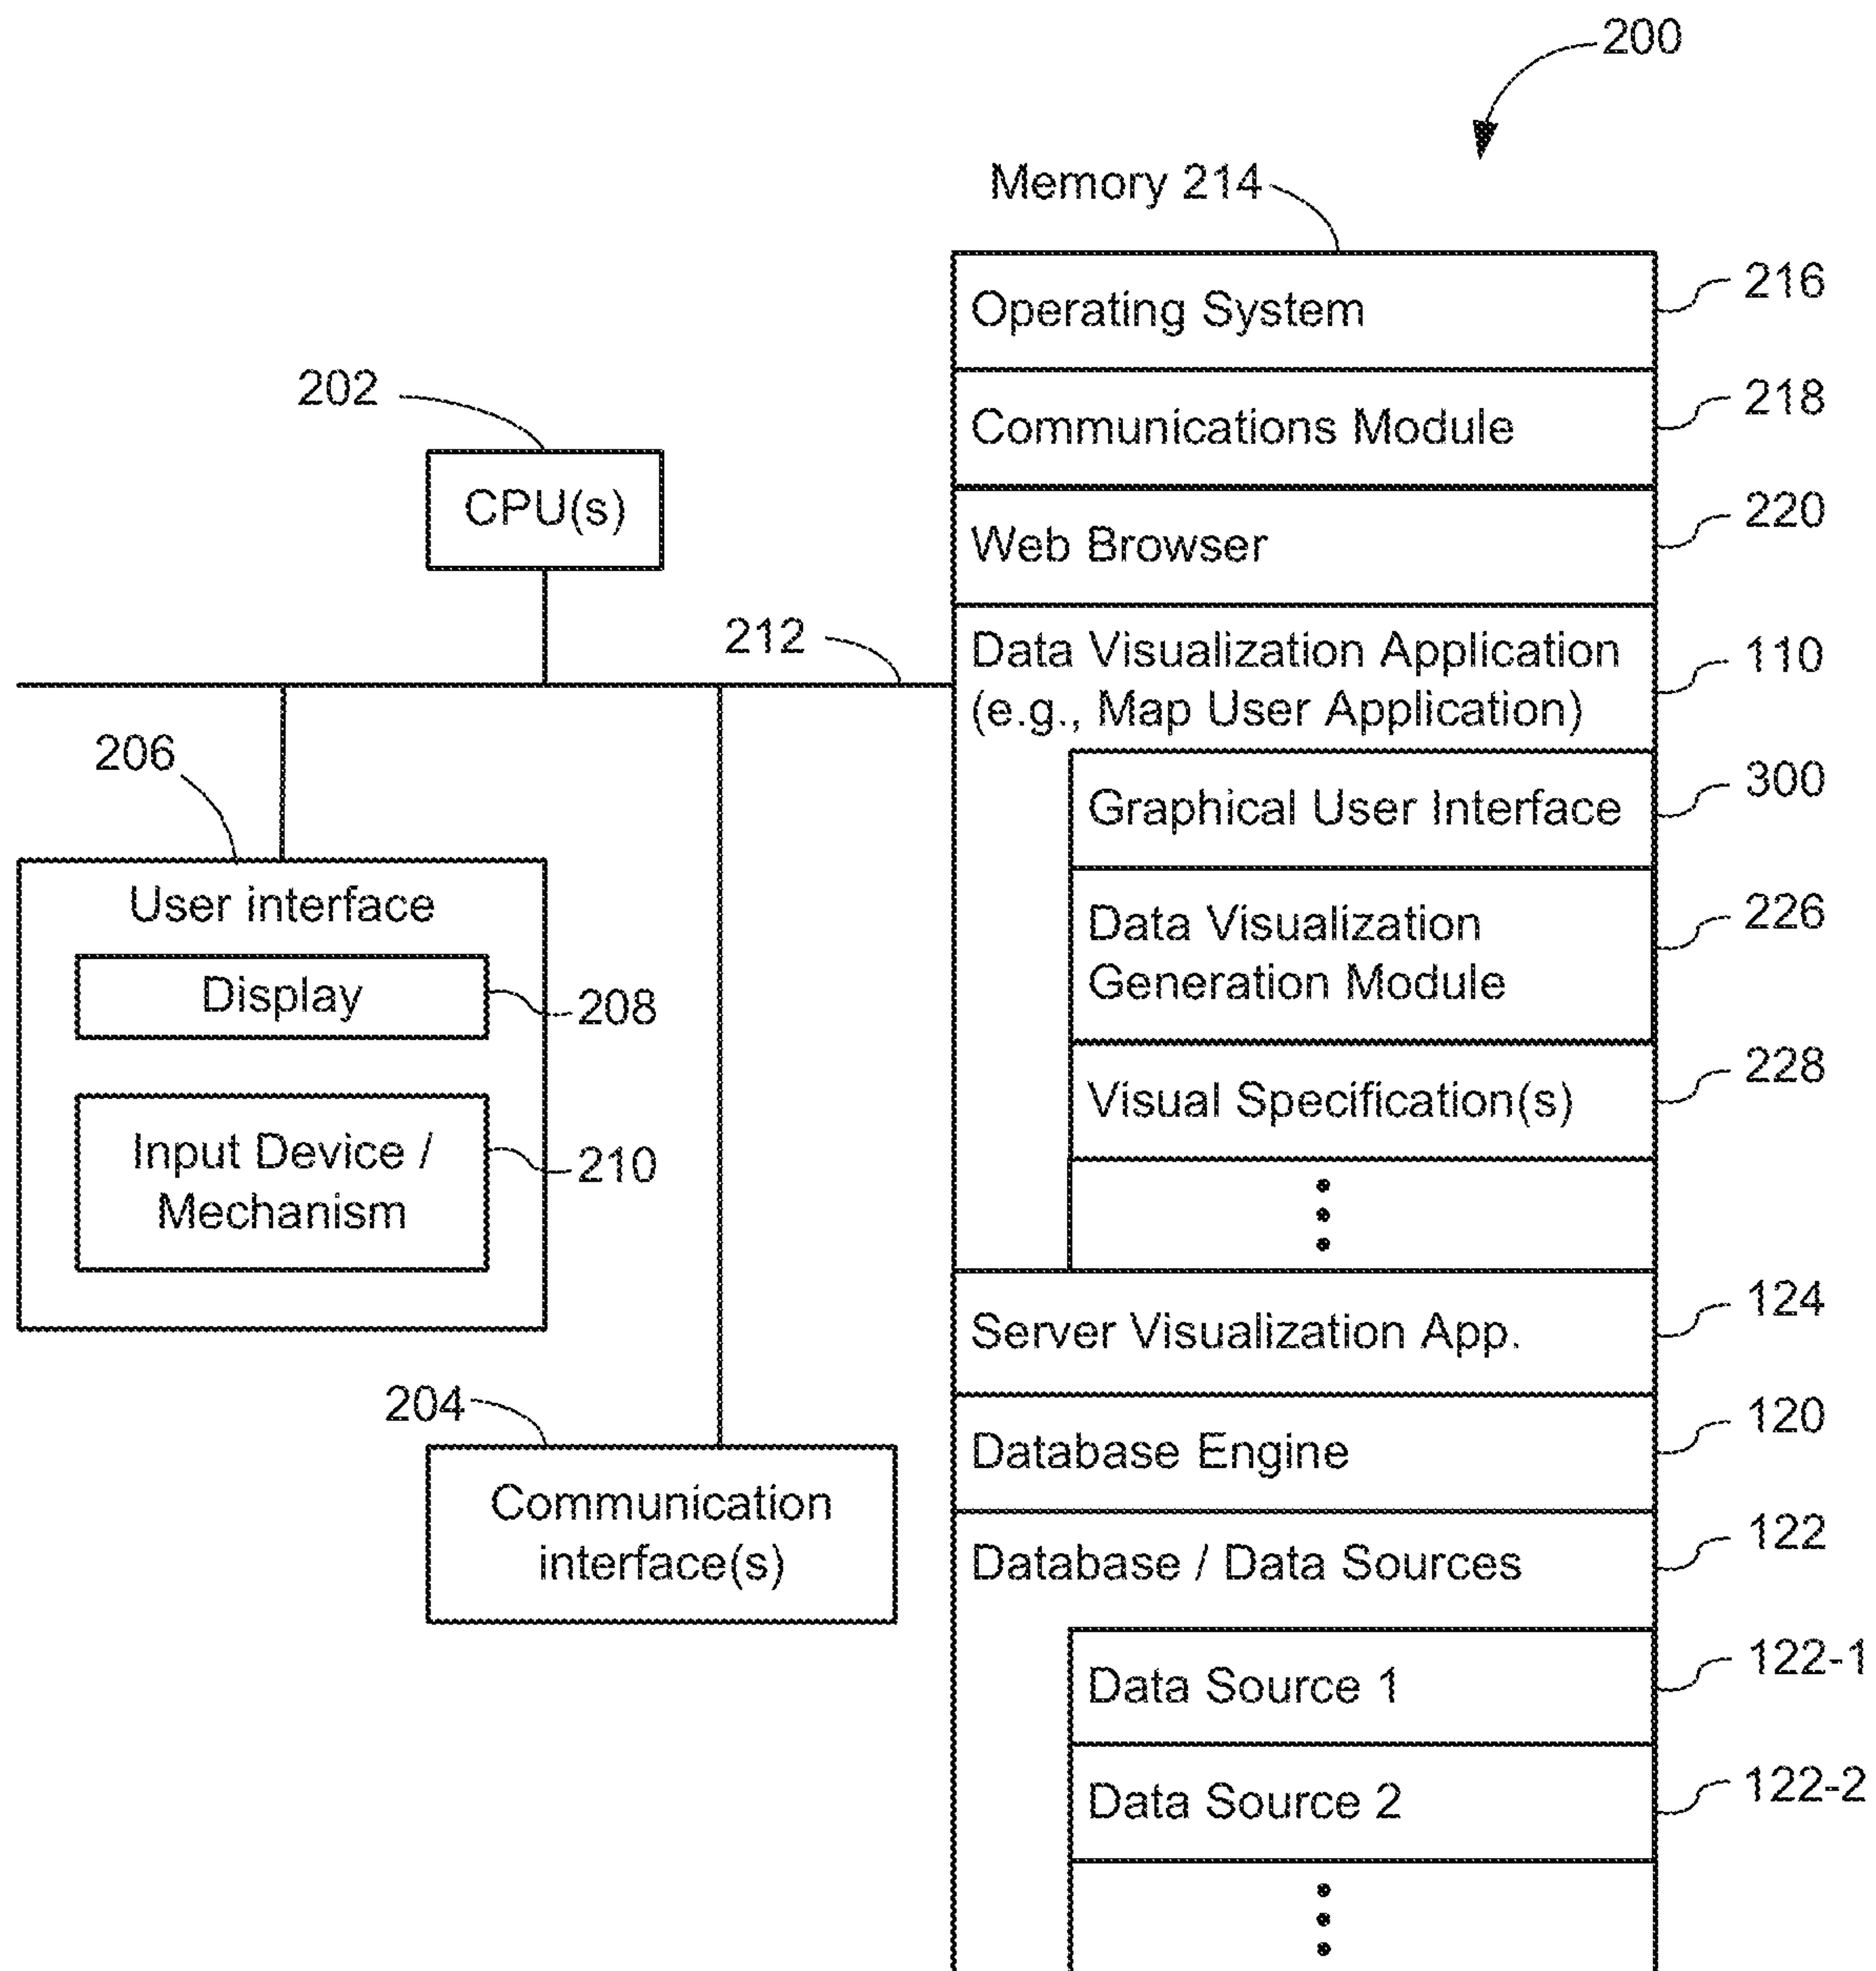 200
Memory 214
Operating System
216
Communications Module
218
Web Browser
220
Data Visualization Application
(e.g., Map User Application)
110
Graphical User Interface
300
Data Visualization
Generation Module
226
Visual Specification(s)
228
Server Visualization App.
124
Database Engine
120
Database / Data Sources
122
Data Source 1
122-1
Data Source 2
122-2
202
CPU(s)
212
206
User interface
Display
208
Input Device /
Mechanism
210
204
Communication
interface(s)